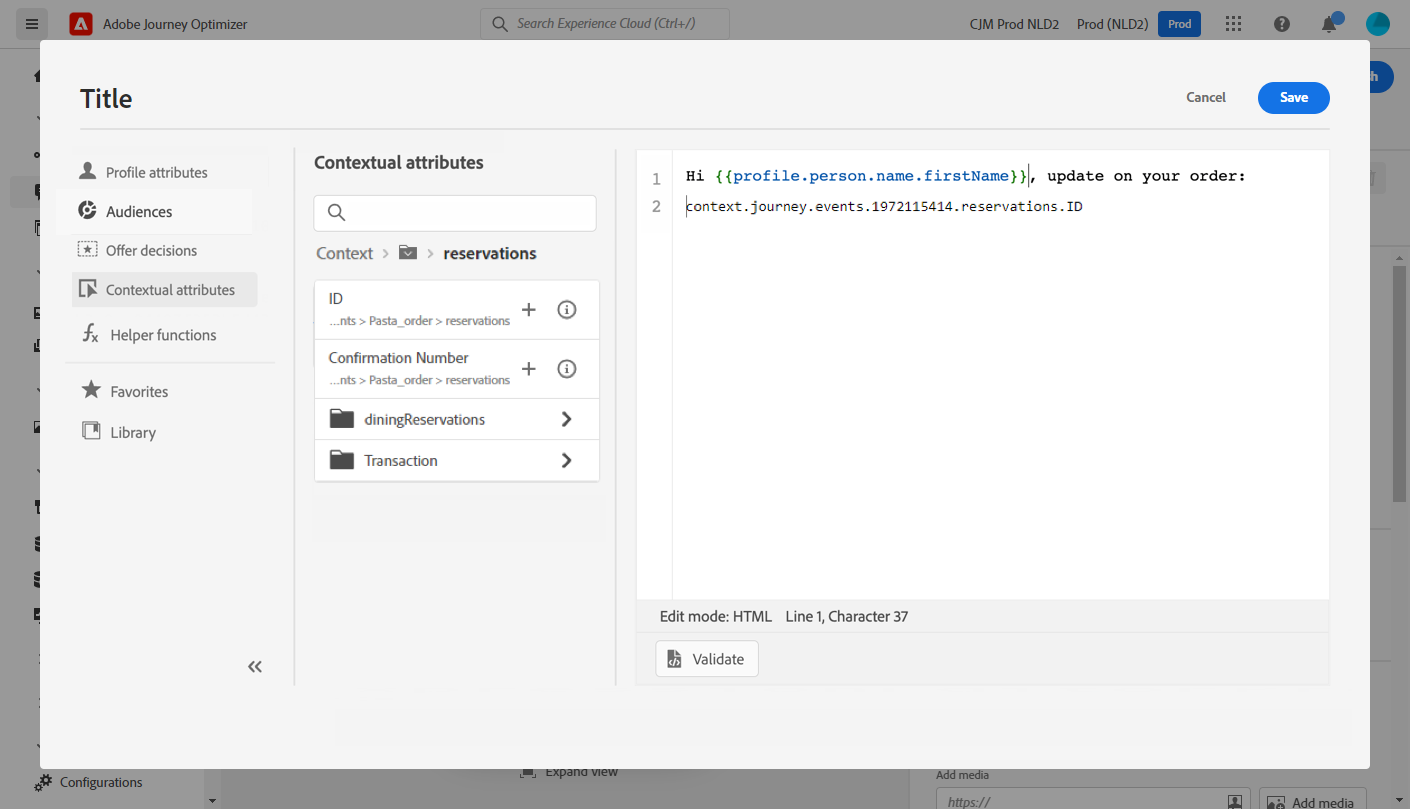 Adobe Journey Optimizer
Search Experience Cloud (Ctrl+/)
CJM Prod NLD2
Prod (NLD2)
Prod
Title
Cancel
Save
h
Profile attributes
Audiences
Offer decisions
Contextual attributes
Helper functions
Favorites
Library
Contextual attributes
Context > reservations
ID
...nts > Pasta_order > reservations
Confirmation Number
...nts > Pasta_order > reservations
diningReservations
Transaction
1 Hi {{profile.person.name.firstName}}, update on your order:
2 context.journey.events.1972115414.reservations.ID
Edit mode: HTML Line 1, Character 37
Validate
Configurations
Expand view
Add media
https://
Add media